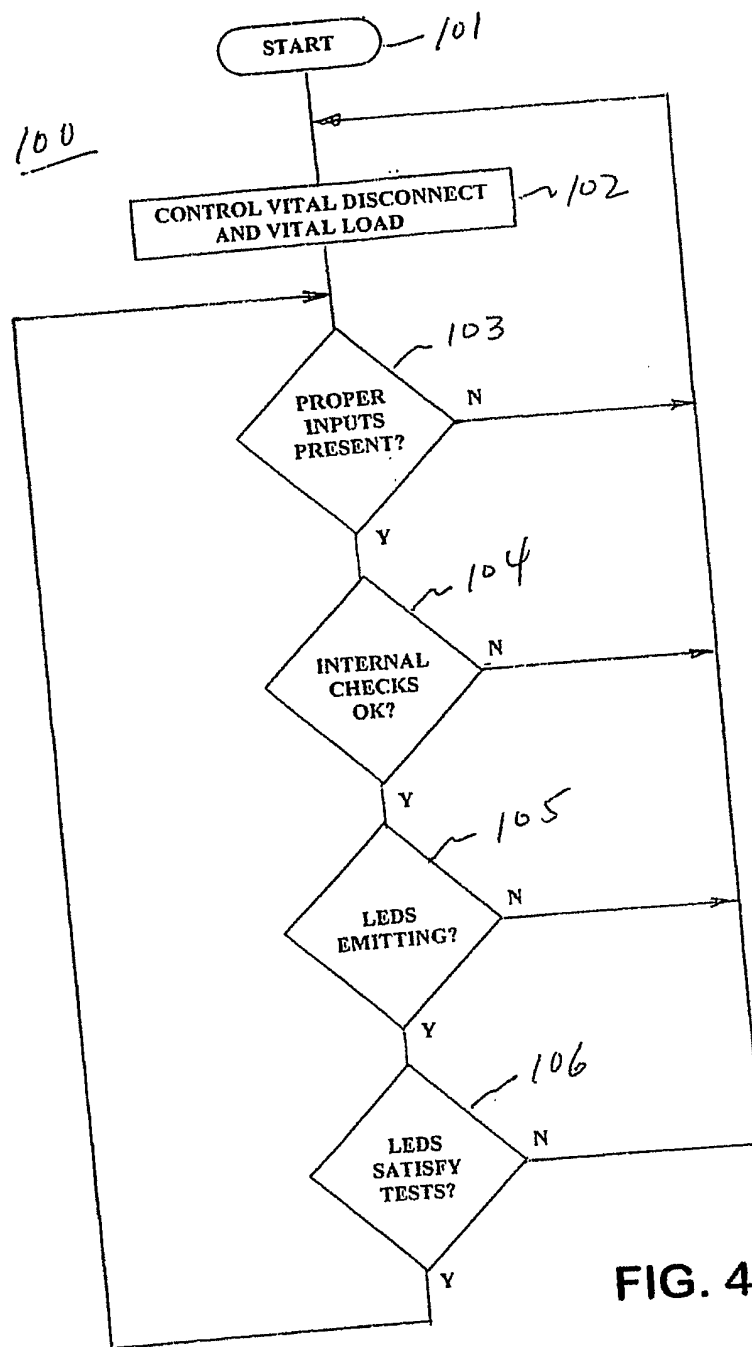 START
101
100
CONTROL VITAL DISCONNECT
AND VITAL LOAD
102
103
PROPER
INPUTS
PRESENT?
N
Y
104
INTERNAL
CHECKS
OK?
N
Y
105
LEDS
EMITTING?
N
Y
106
LEDS
SATISFY
TESTS?
N
Y
FIG. 4